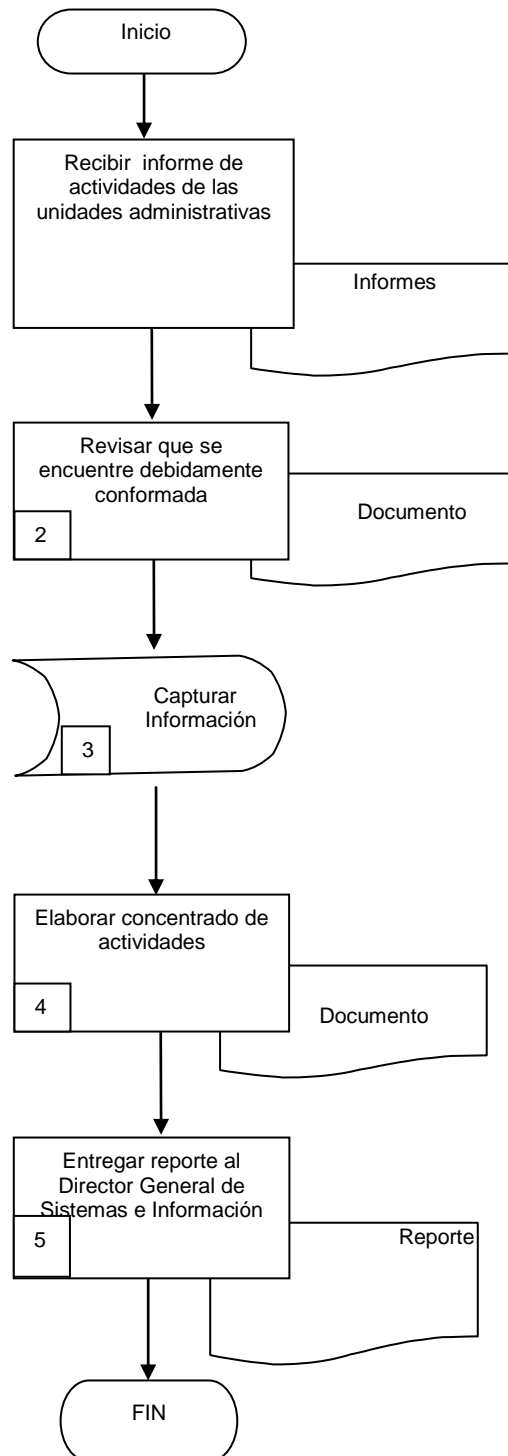 Inicio
Recibir informe de
actividades de las
unidades administrativas
Informes
Revisar que se
encuentre debidamente
conformada
2
Documento
Capturar
Información
3
Elaborar concentrado de
actividades
4
Documento
Entregar reporte al
Director General de
Sistemas e Información
5
Reporte
FIN